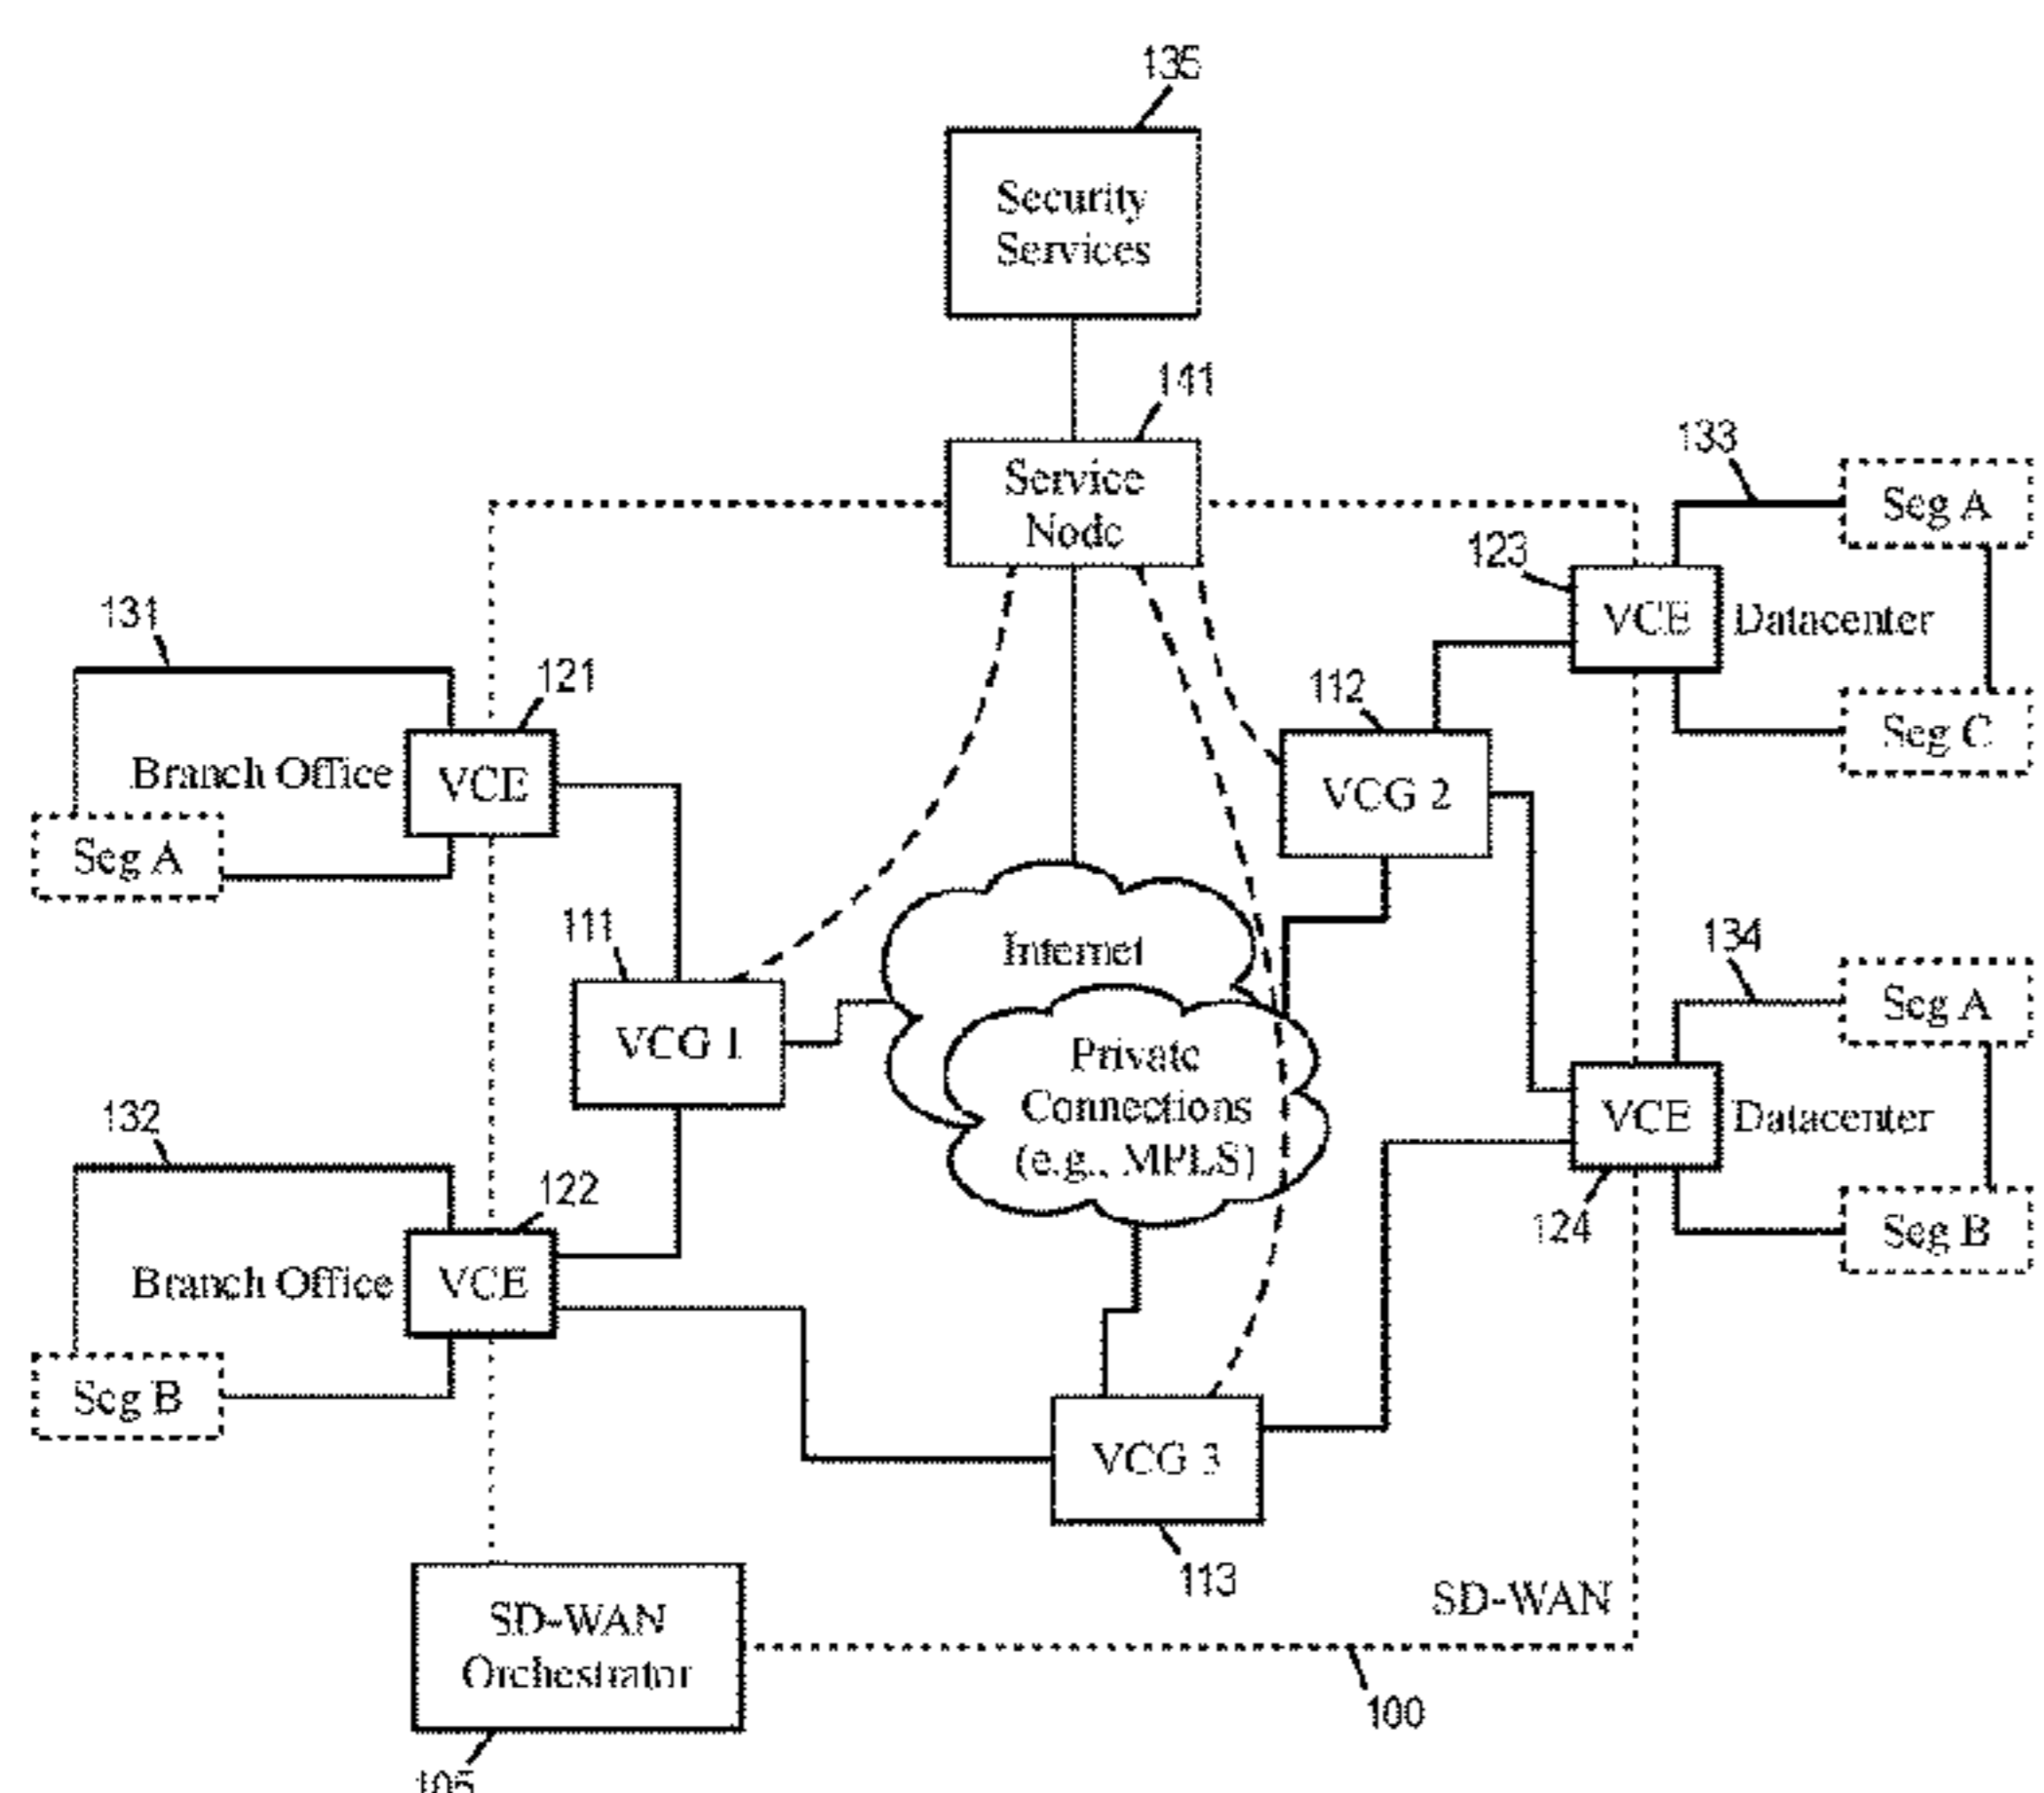 135
Security
Services
141
Service
Node
133
Seg A
123
VCE
Datacenter
131
121
112
Seg C
Branch Office
VCE
VCG 2
Seg A
111
Internet
134
Seg A
VCG 1
Private
Connections
(e.g., MPLS)
132
VCE
Datacenter
122
124
Seg B
Branch Office
VCE
Seg B
VCG 3
113
SD-WAN
SD-WAN
Orchestrator
100
105